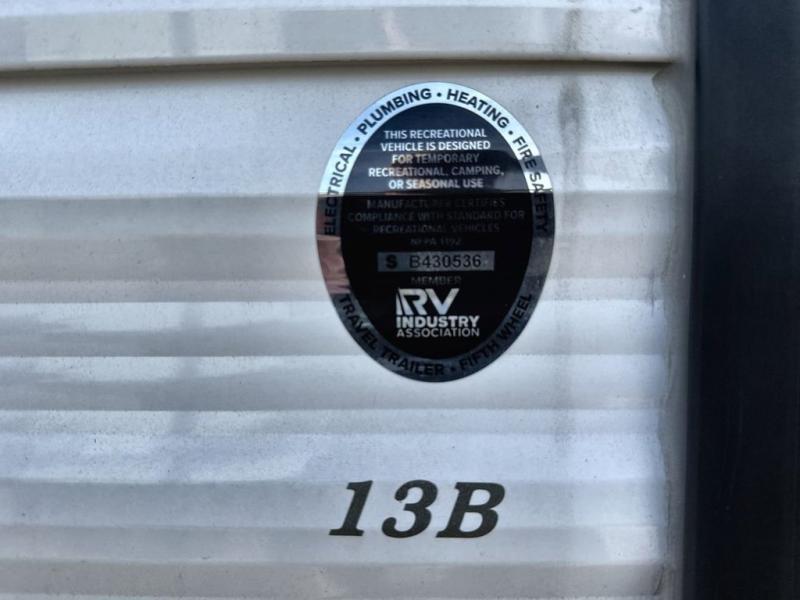 ELECTRICAL • PLUMBING • HEATING • FIRE SAFETY
THIS RECREATIONAL
VEHICLE IS DESIGNED
FOR TEMPORARY
RECREATIONAL, CAMPING,
OR SEASONAL USE
MANUFACTURER CERTIFIES
COMPLIANCE WITH STANDARD FOR
RECREATIONAL VEHICLES
NFPA 1192
S B430536
MEMBER
RV
INDUSTRY
ASSOCIATION
TRAVEL TRAILER • FIFTH WHEEL
13B